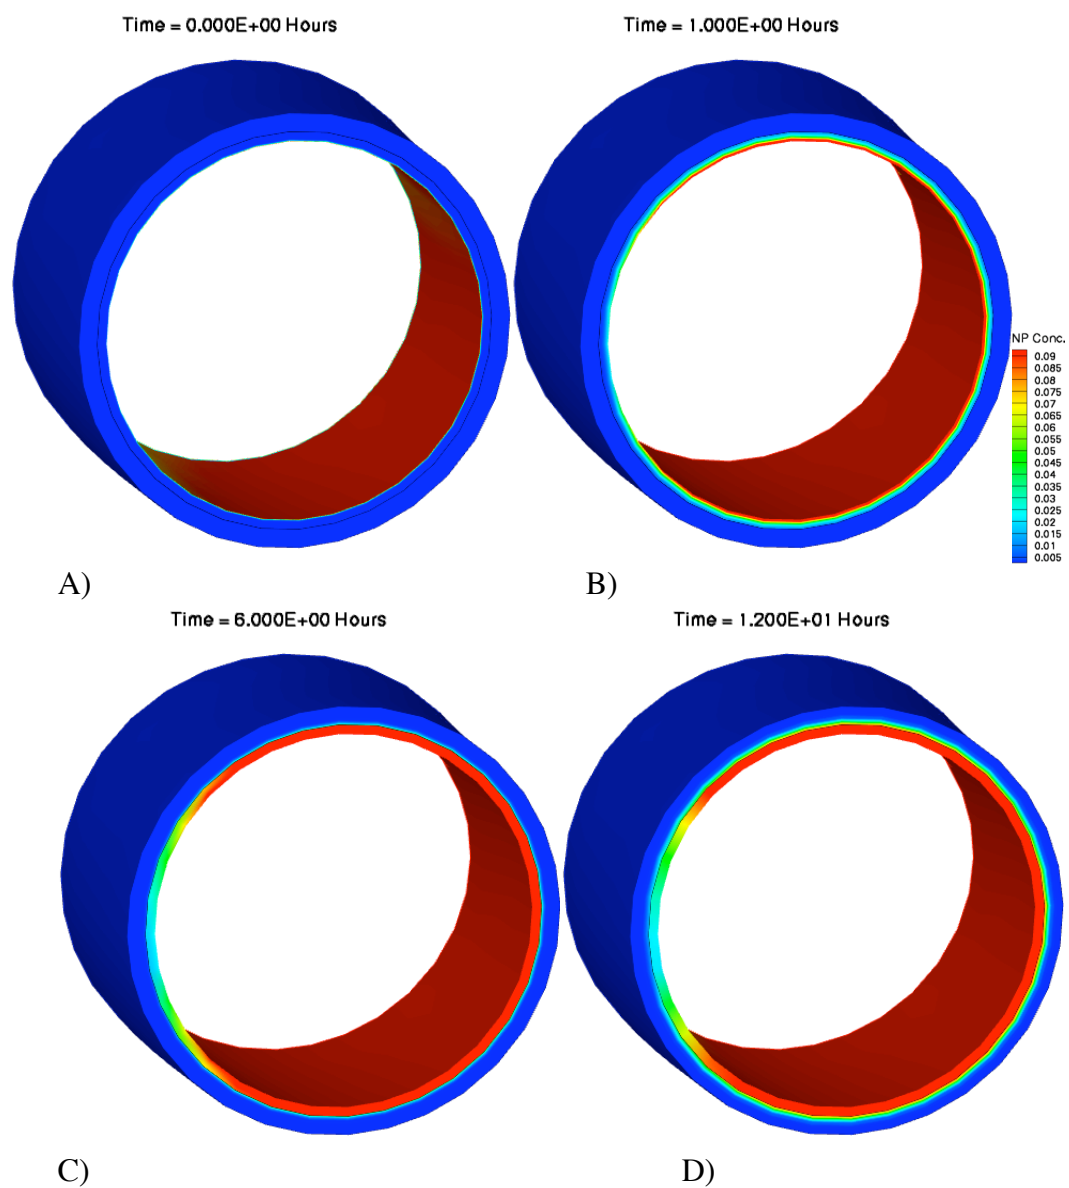 Time = 0.000E+00 Hours
Time = 1.000E+00 Hours
NP Conc.
0.09
0.085
0.08
0.075
0.07
0.065
0.06
0.055
0.05
0.045
0.04
0.035
0.03
0.025
0.02
0.015
0.01
0.005
A)
B)
Time = 6.000E+00 Hours
Time = 1.200E+01 Hours
C)
D)